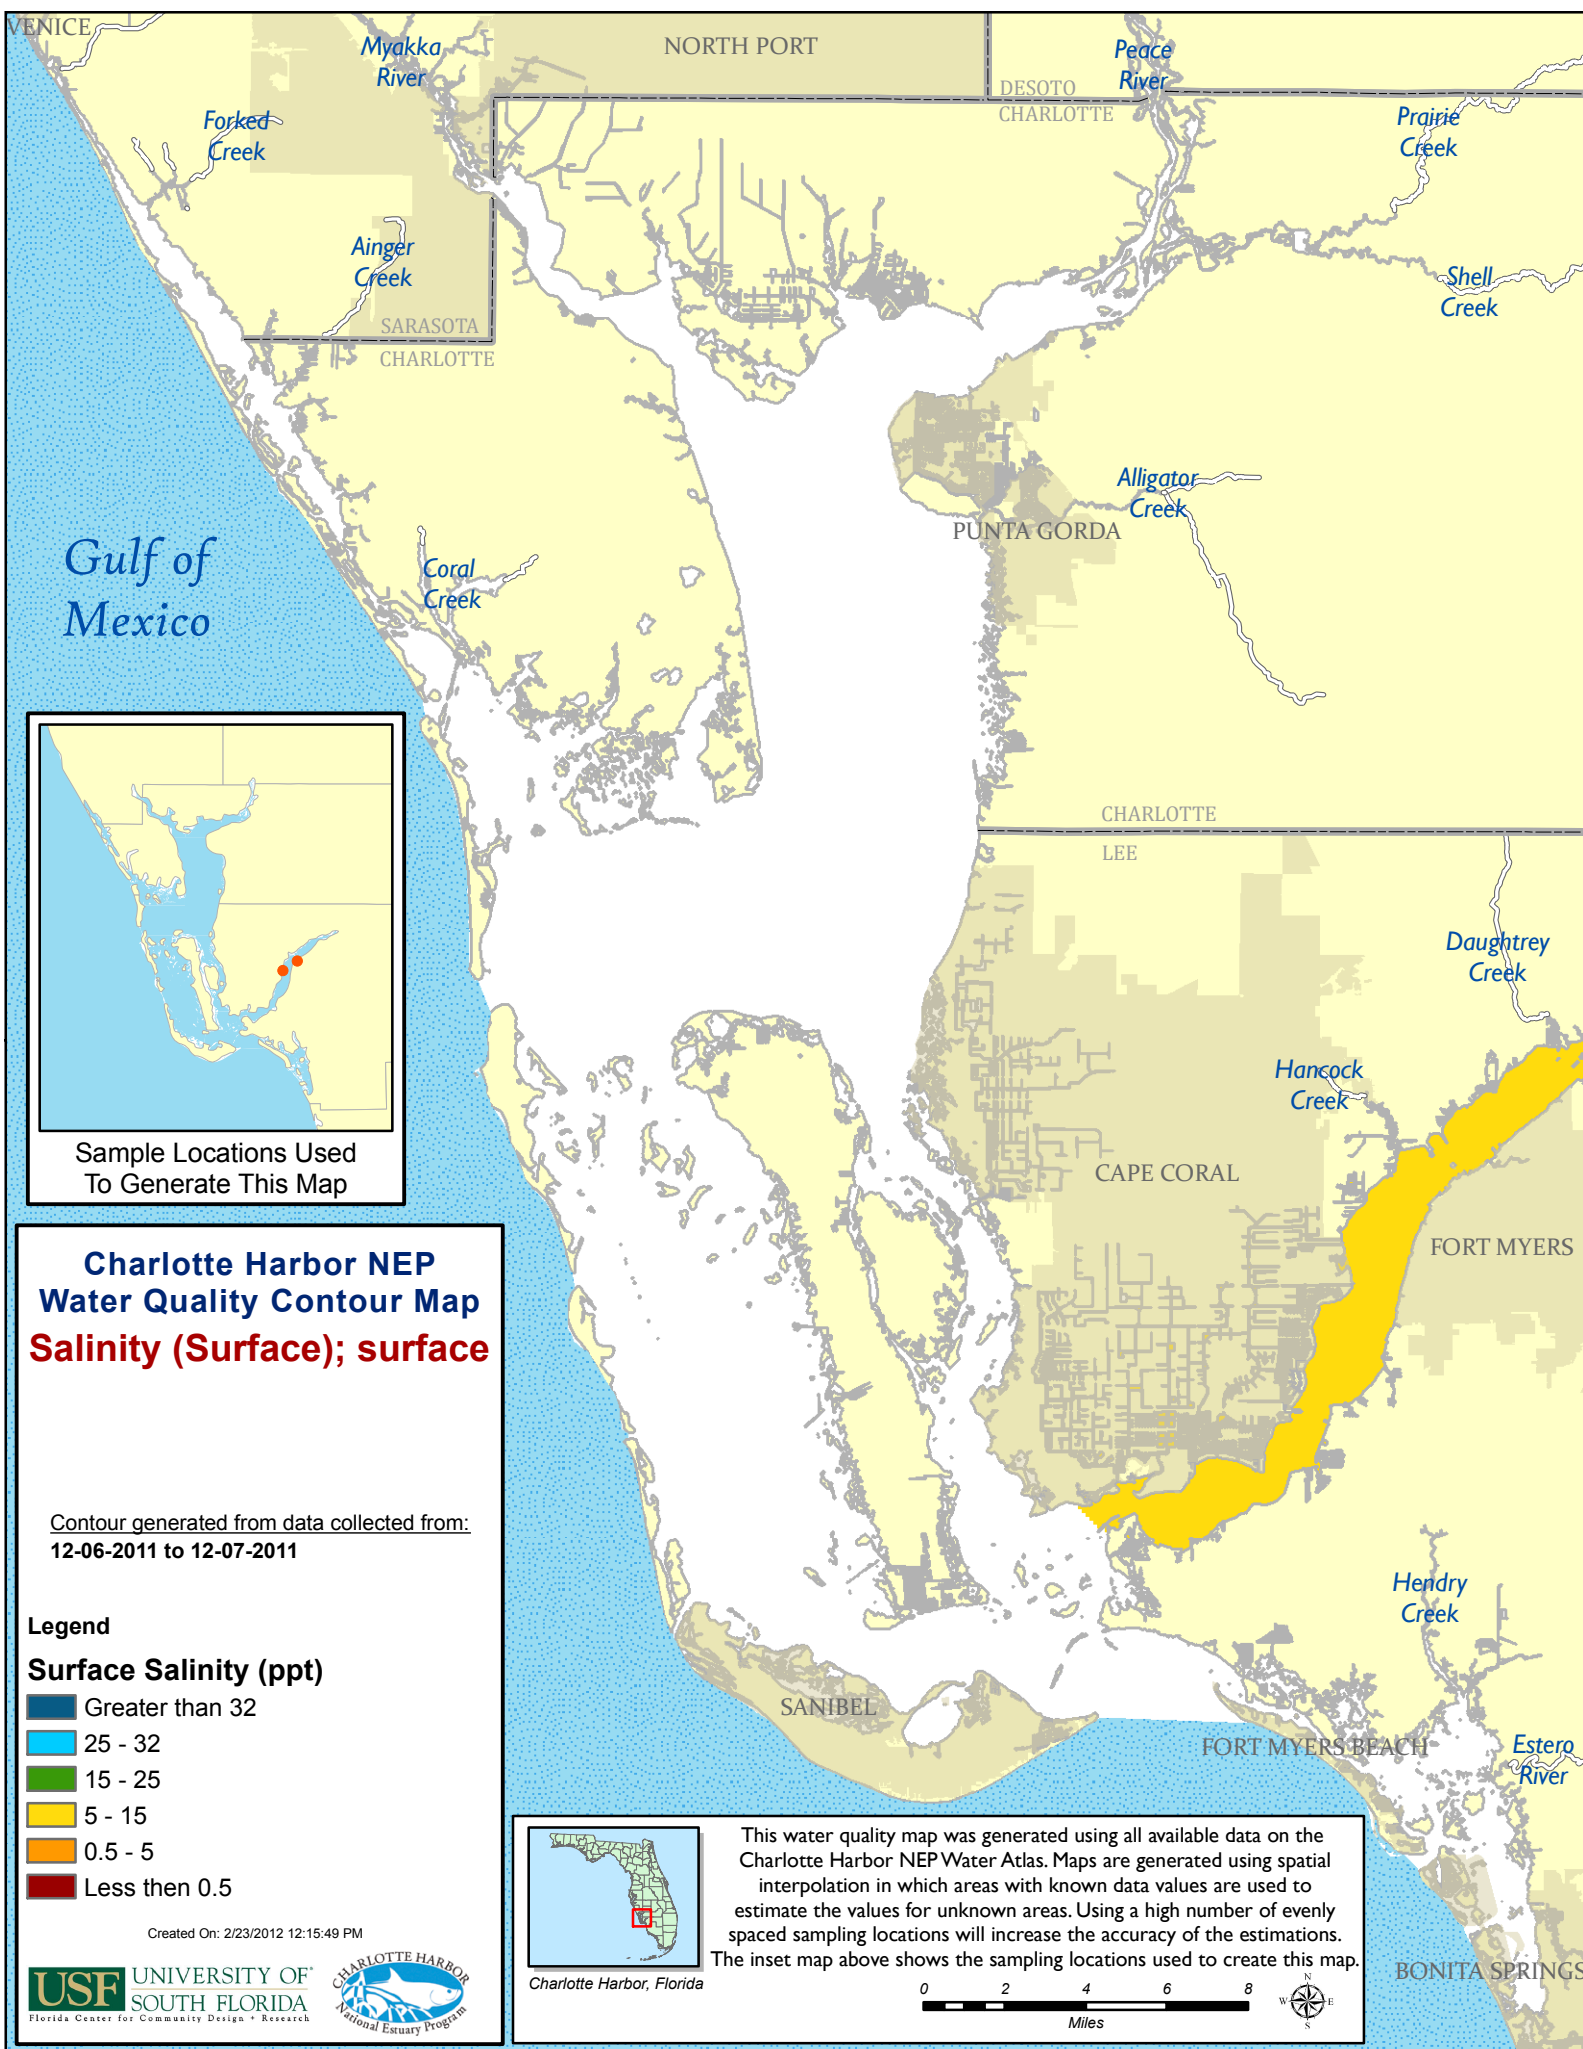 VENICE
Myakka
River
NORTH PORT
Peace
River
DESOTO
CHARLOTTE
Forked
Creek
Prairie
Creek
Ainger
Creek
Shell
Creek
SARASOTA
CHARLOTTE
Alligator
Creek
PUNTA GORDA
Gulf of
Mexico
Coral
Creek
CHARLOTTE
LEE
Daughtrey
Creek
Hancock
Creek
CAPE CORAL
FORT MYERS
Sample Locations Used
To Generate This Map
Charlotte Harbor NEP
Water Quality Contour Map
Salinity (Surface); surface
Contour generated from data collected from:
12-06-2011 to 12-07-2011
Legend
Surface Salinity (ppt)
Greater than 32
25 - 32
15 - 25
5 - 15
0.5 - 5
Less then 0.5
Created On: 2/23/2012 12:15:49 PM
USF UNIVERSITY OF
SOUTH FLORIDA
Florida Center for Community Design + Research
CHARLOTTE HARBOR
National Estuary Program
Hendry
Creek
SANIBEL
FORT MYERS BEACH
Estero
River
BONITA SPRINGS
Charlotte Harbor, Florida
This water quality map was generated using all available data on the
Charlotte Harbor NEP Water Atlas. Maps are generated using spatial
interpolation in which areas with known data values are used to
estimate the values for unknown areas. Using a high number of evenly
spaced sampling locations will increase the accuracy of the estimations.
The inset map above shows the sampling locations used to create this map.
0 2 4 6 8
Miles
N
W E
S